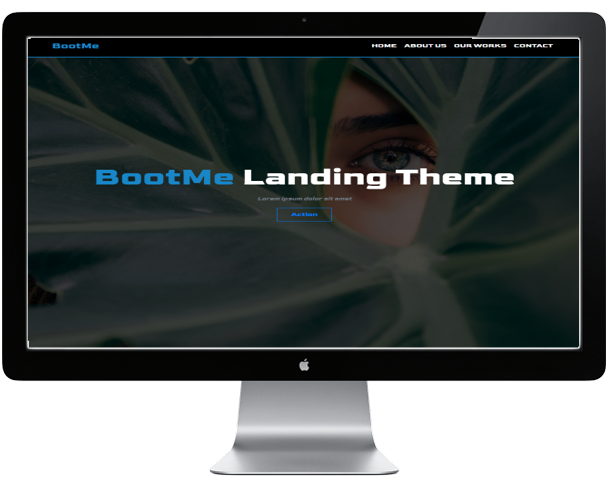 BootMe
HOME ABOUT US OUR WORKS CONTACT
BootMe Landing Theme
Lorem ipsum dolor sit amet
Action